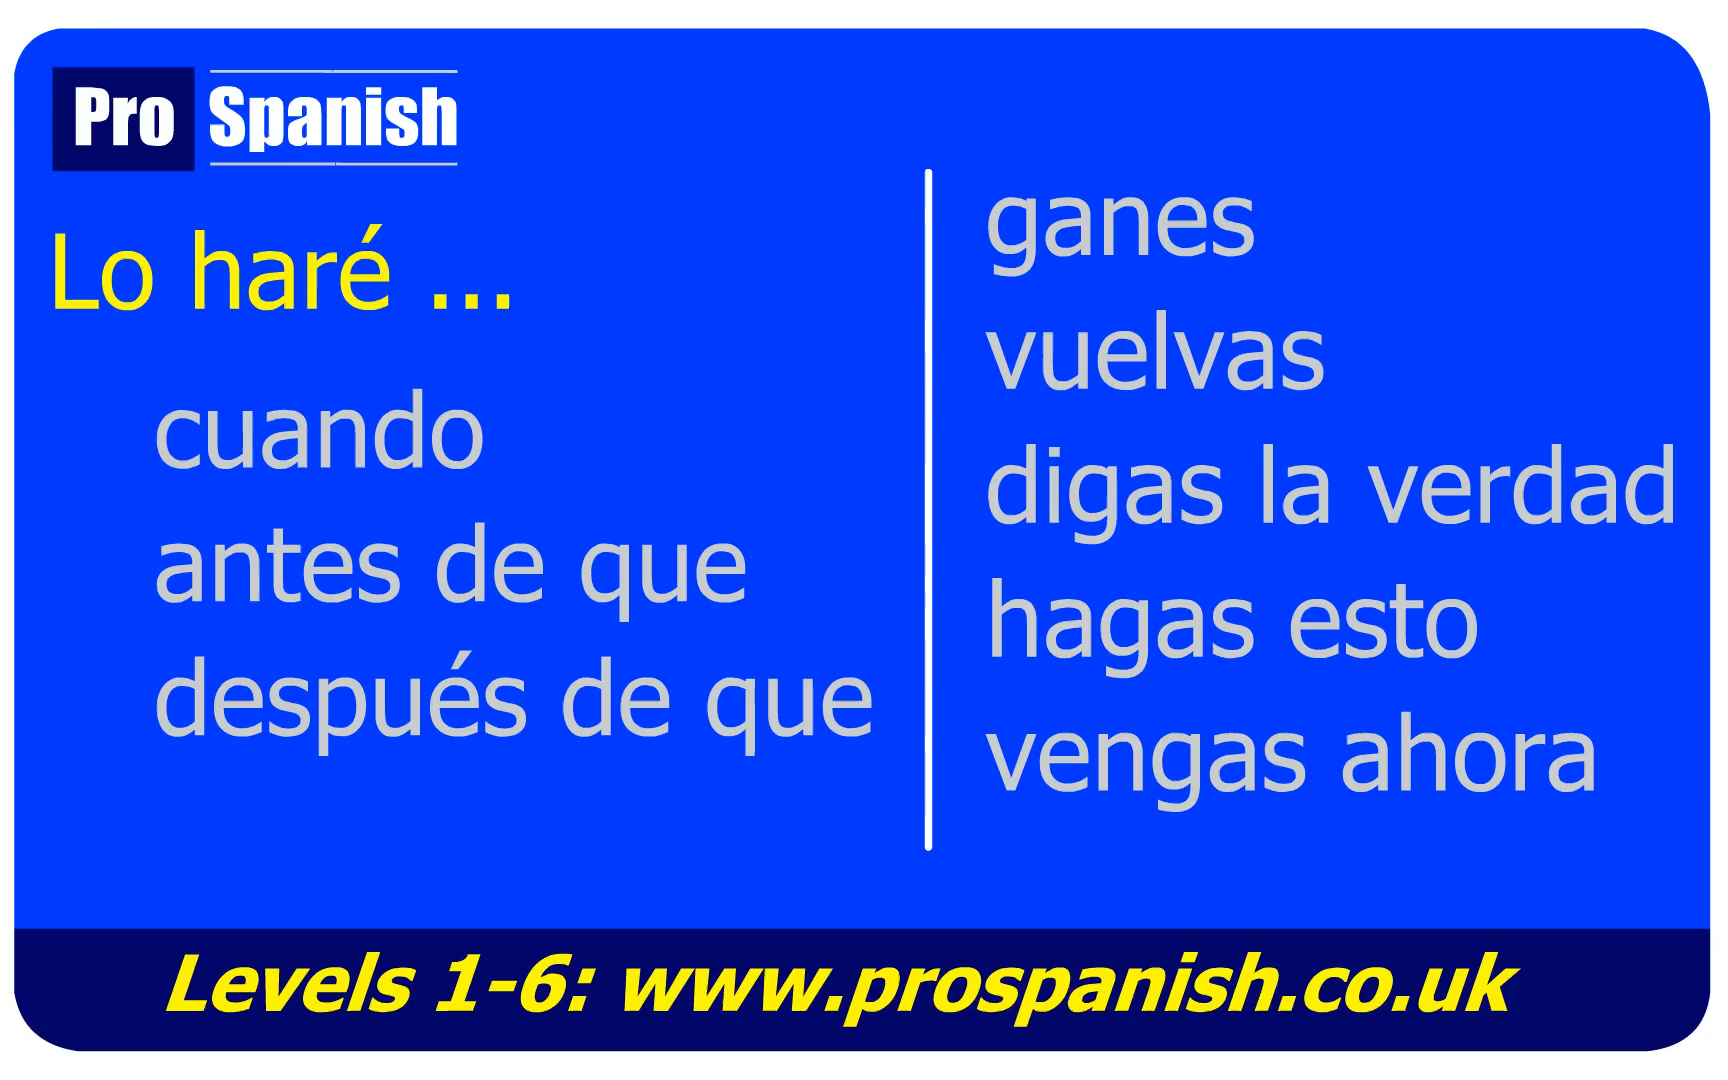 Pro Spanish
Lo haré ...
cuando
antes de que
después de que
ganes
vuelvas
digas la verdad
hagas esto
vengas ahora
Levels 1-6: www.prospanish.co.uk